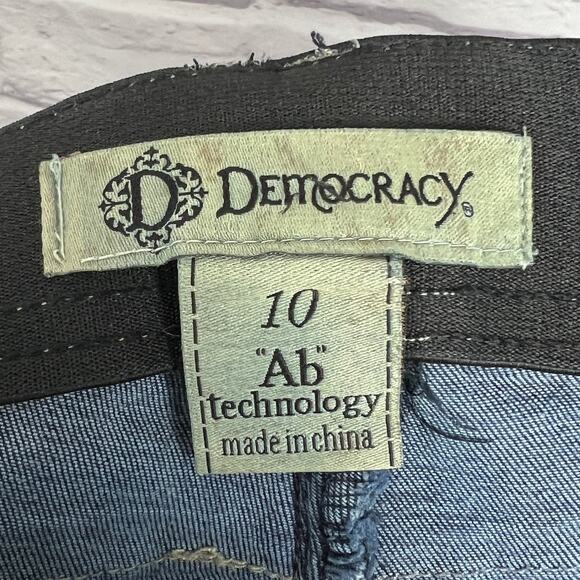 D DEMOCRACY®
10
"Ab"
technology
made in china